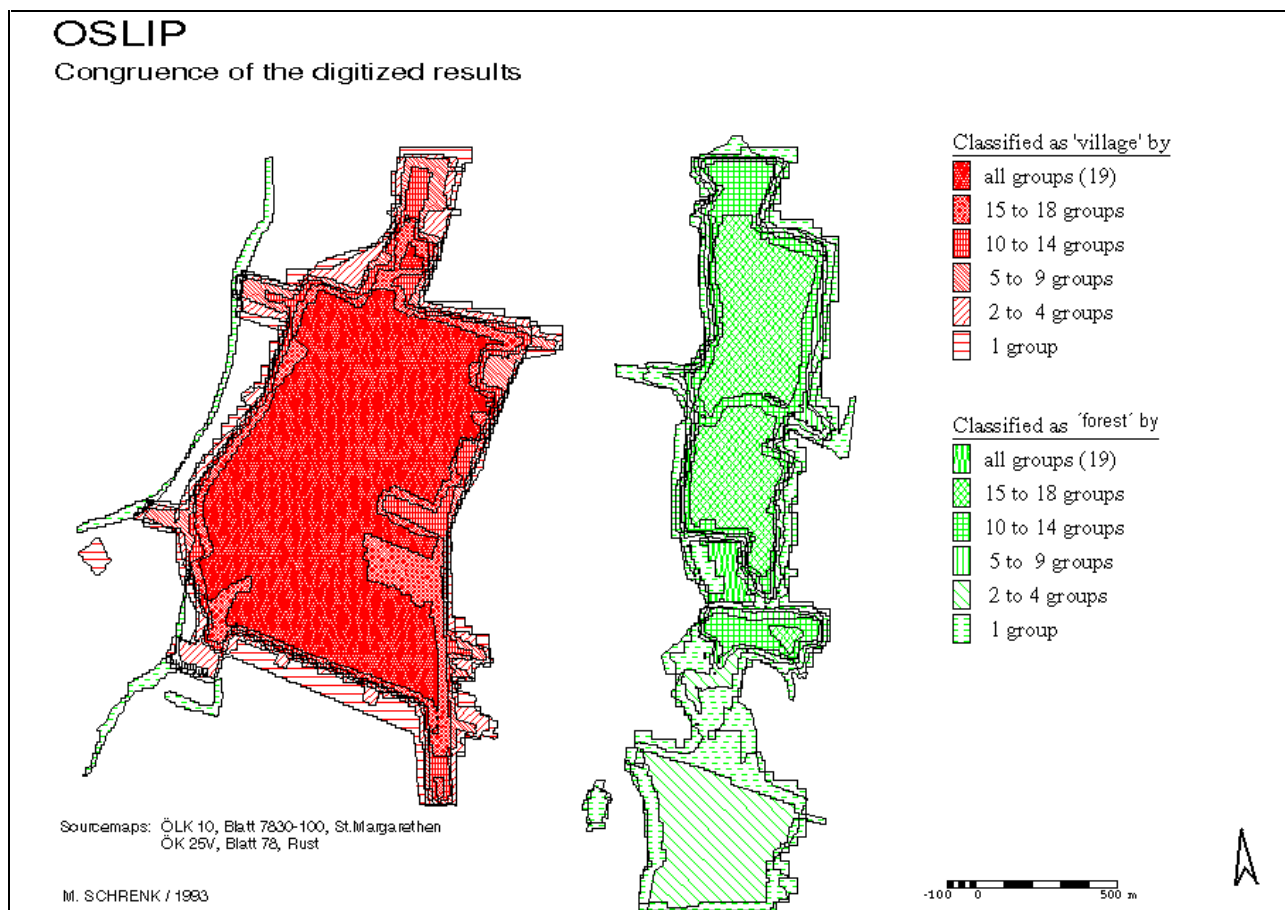 OSLIP
Congruence of the digitized results
Classified as 'village' by
all groups (19)
15 to 18 groups
10 to 14 groups
5 to 9 groups
2 to 4 groups
1 group
Classified as 'forest' by
all groups (19)
15 to 18 groups
10 to 14 groups
5 to 9 groups
2 to 4 groups
1 group
Sourcemaps: ÖLK 10, Blatt 7830-100, St.Margarethen
ÖK 25V, Blatt 78, Rust
M. SCHRENK / 1993
-100 0 500 m